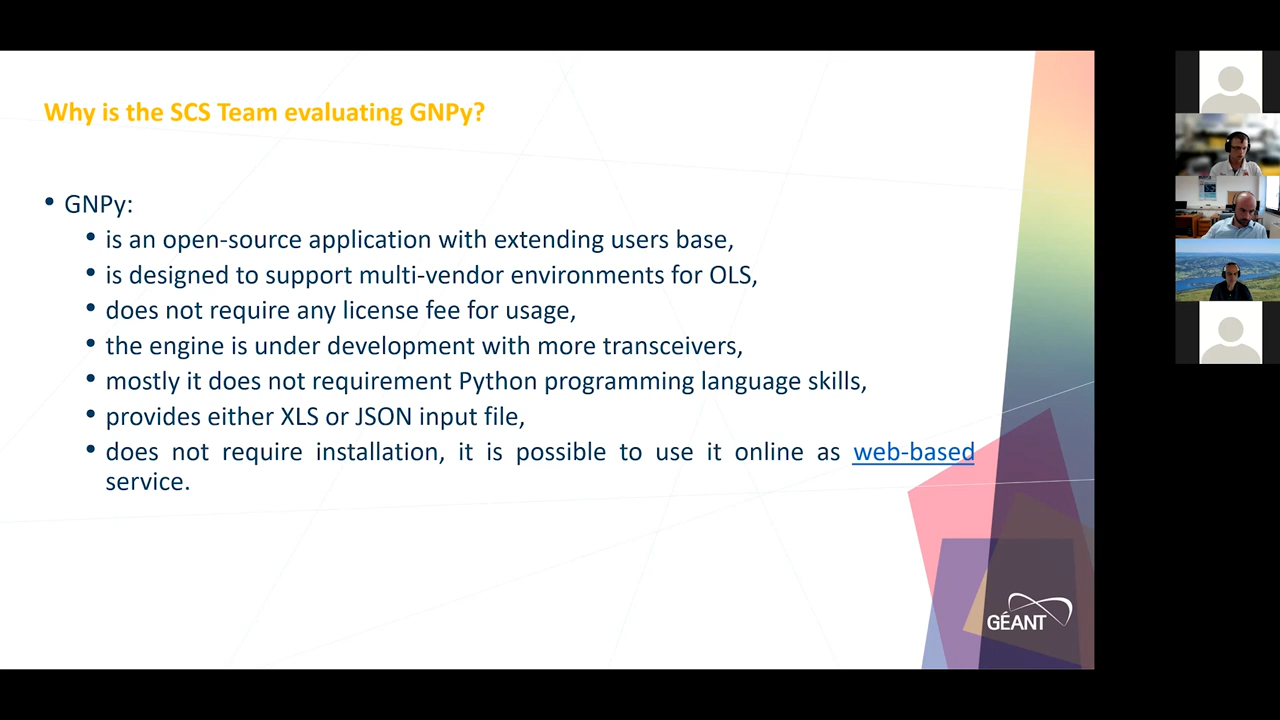 Why is the SCS Team evaluating GNPy?
• GNPy:
• is an open-source application with extending users base,
• is designed to support multi-vendor environments for OLS,
• does not require any license fee for usage,
• the engine is under development with more transceivers,
• mostly it does not requirement Python programming language skills,
• provides either XLS or JSON input file,
• does not require installation, it is possible to use it online as web-based
service.
GÉANT